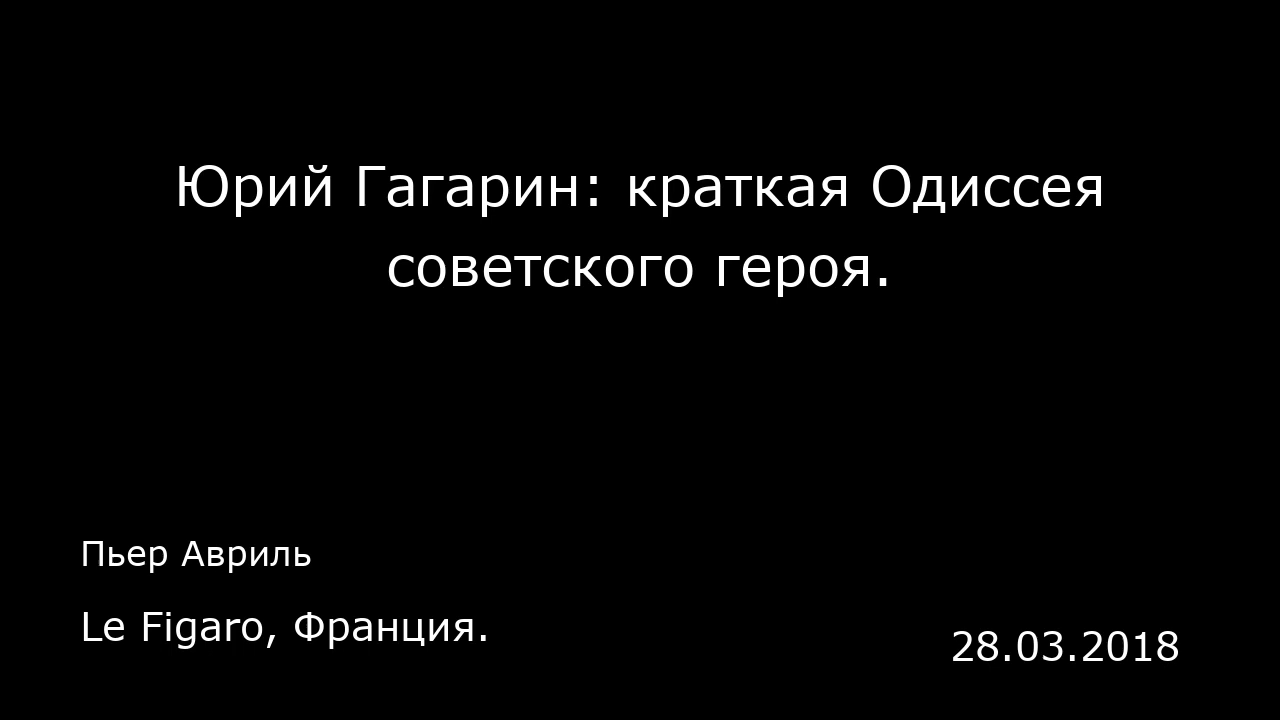 Юрий Гагарин: краткая Одиссея
советского героя.
Пьер Авриль
Le Figaro, Франция.
28.03.2018